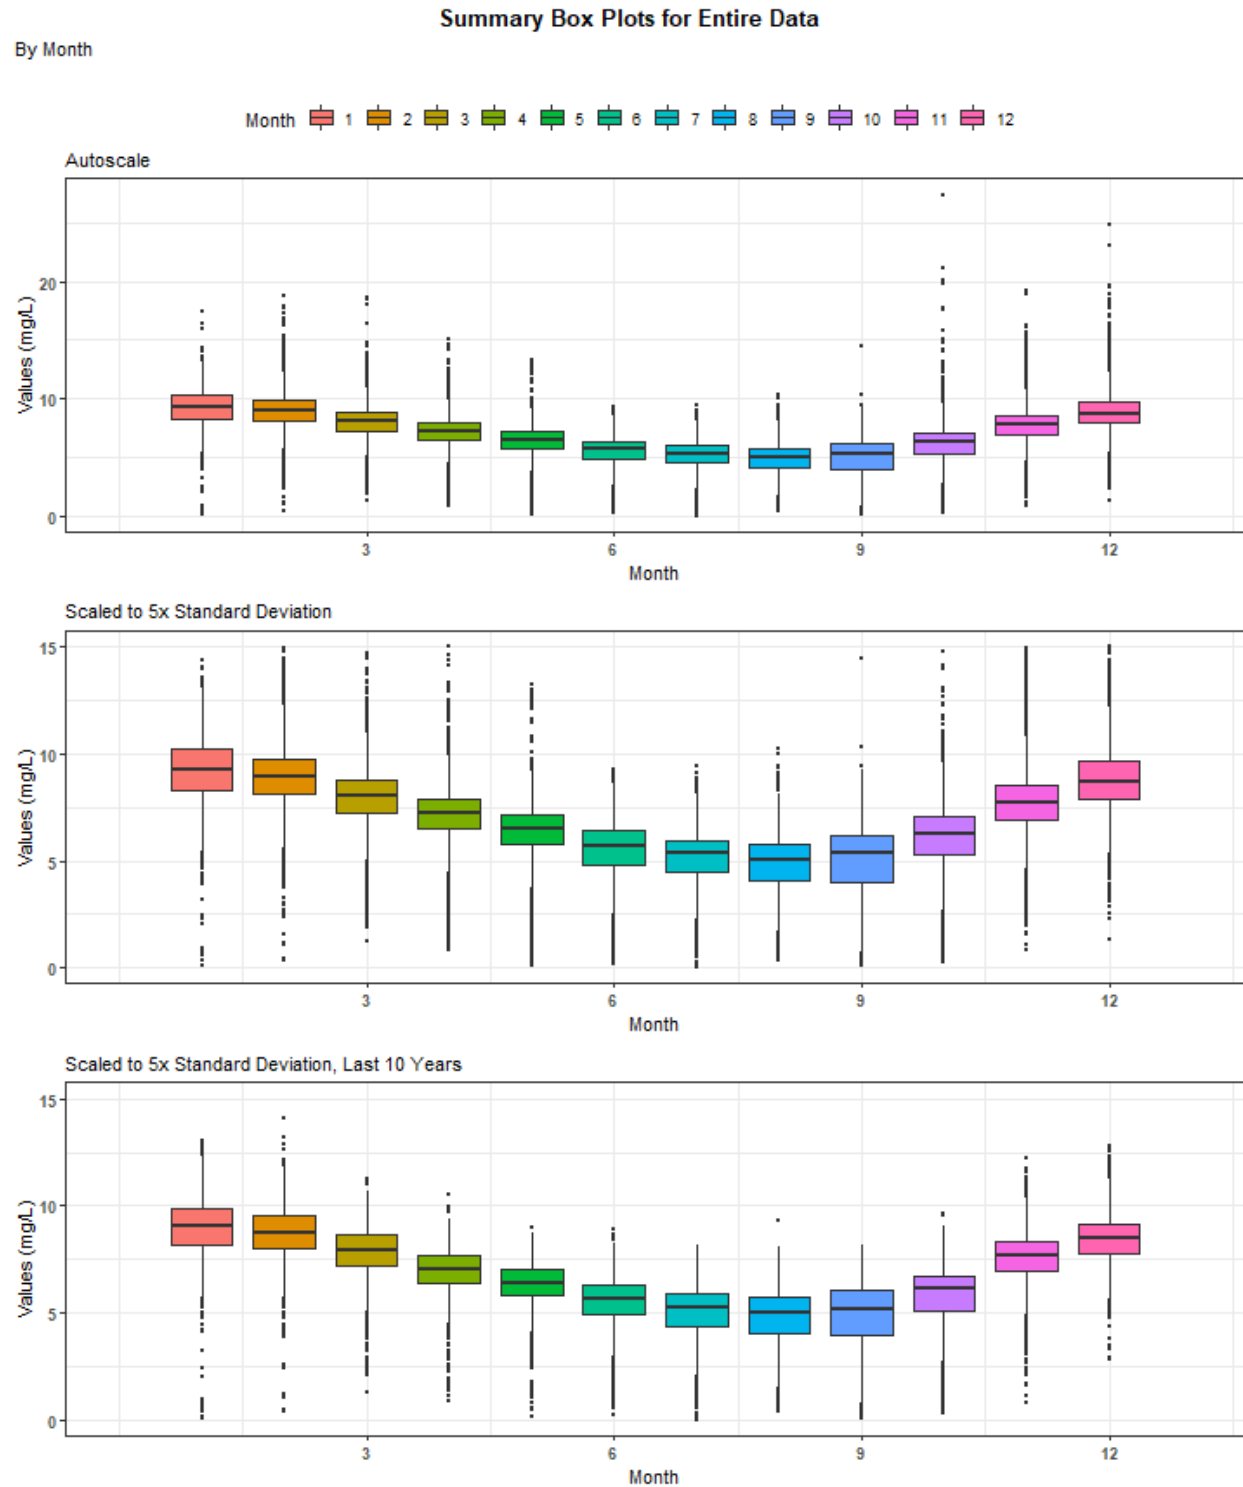 Summary Box Plots for Entire Data
By Month
Month 1 2 3 4 5 6 7 8 9 10 11 12
Autoscale
Values (mg/L)
20
10
0
3 6 9 12
Month
Scaled to 5x Standard Deviation
Values (mg/L)
15
10
5
0
3 6 9 12
Month
Scaled to 5x Standard Deviation, Last 10 Years
Values (mg/L)
15
10
5
0
3 6 9 12
Month